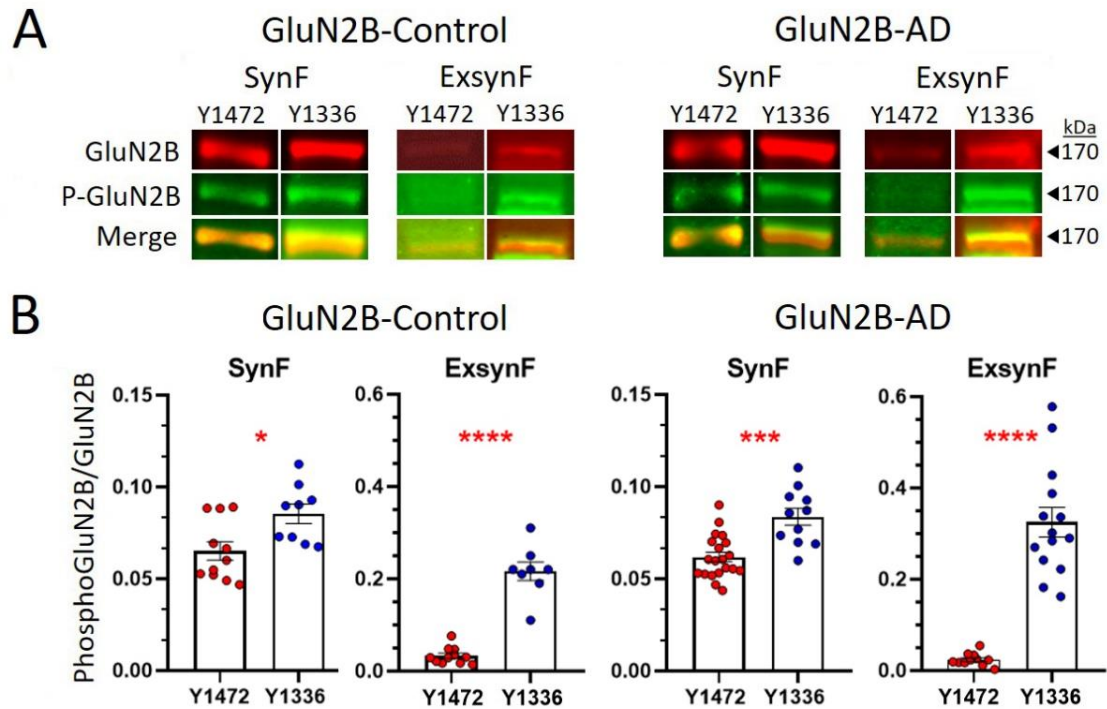 A
GluN2B-Control GluN2B-AD
SynF ExsynF SynF ExsynF
Y1472 Y1336 Y1472 Y1336 Y1472 Y1336 Y1472 Y1336 kDa
GluN2B ◄170
P-GluN2B ◄170
Merge ◄170
B
GluN2B-Control GluN2B-AD
PhosphoGluN2B/GluN2B
SynF
0.15
0.10
0.05
0.00
*
Y1472 Y1336
ExsynF
0.6
0.4
0.2
0.0
****
Y1472 Y1336
SynF
0.15
0.10
0.05
0.00
***
Y1472 Y1336
ExsynF
0.6
0.4
0.2
0.0
****
Y1472 Y1336